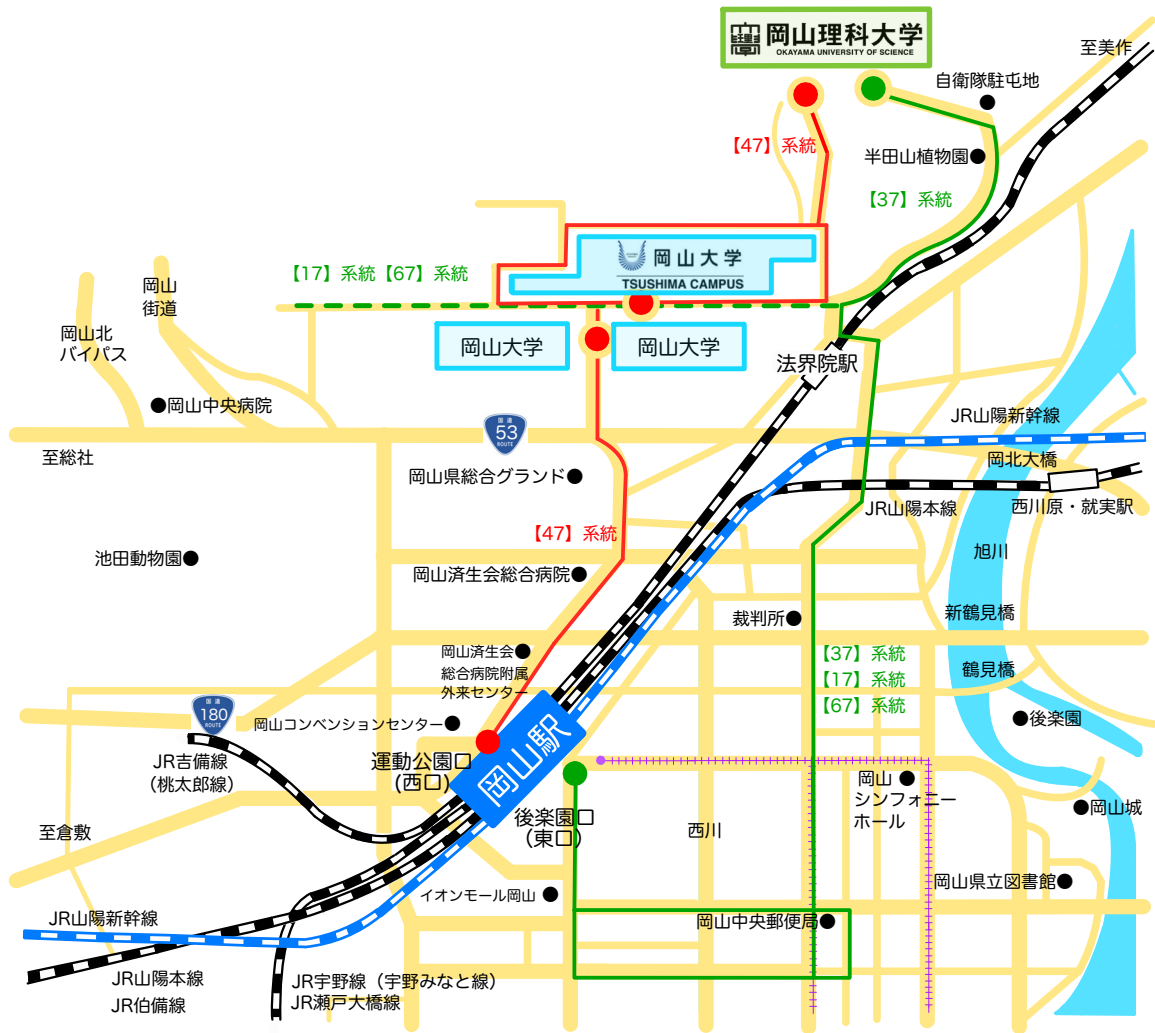 岡山理科大学
OKAYAMA UNIVERSITY OF SCIENCE
至美作
自衛隊駐屯地
【47】系統
半田山植物園
【37】系統
岡山大学
TSUSHIMA CAMPUS
【17】系統【67】系統
岡山
街道
岡山北
バイパス
岡山大学
岡山大学
法界院駅
岡山中央病院
国道
53
ROUTE
JR山陽新幹線
至総社
岡山県総合グランド
岡北大橋
JR山陽本線
西川原・就実駅
【47】系統
池田動物園
旭川
岡山済生会総合病院
裁判所
新鶴見橋
岡山済生会
総合病院附属
外来センター
【37】系統
【17】系統
【67】系統
鶴見橋
国道
180
ROUTE
岡山コンベンションセンター
後楽園
JR吉備線
（桃太郎線）
運動公園口
(西口)
岡山駅
岡山
シンフォニー
ホール
後楽園口
（東口）
西川
岡山城
至倉敷
イオンモール岡山
岡山県立図書館
JR山陽新幹線
岡山中央郵便局
JR山陽本線
JR伯備線
JR宇野線（宇野みなと線）
JR瀬戸大橋線